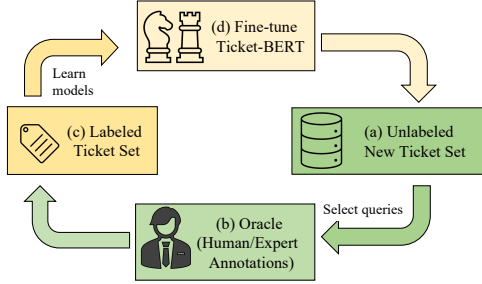 (d) Fine-tune
Ticket-BERT
Learn
models
(c) Labeled
Ticket Set
(a) Unlabeled
New Ticket Set
Select queries
(b) Oracle
(Human/Expert
Annotations)